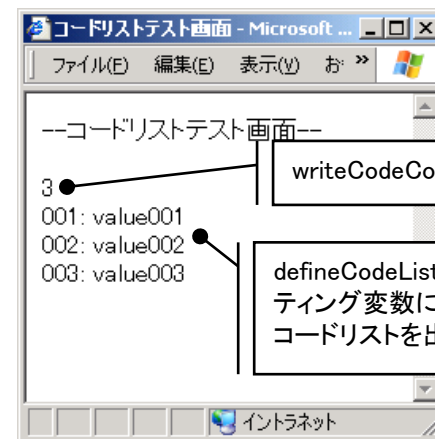 コードリストテスト画面 - Microsoft ...
ファイル(F) 編集(E) 表示(V) お »
--コードリストテスト画面--
3
writeCodeCo
001: value001
002: value002
003: value003
defineCodeList
ティング変数に
コードリストを出
イントラネット